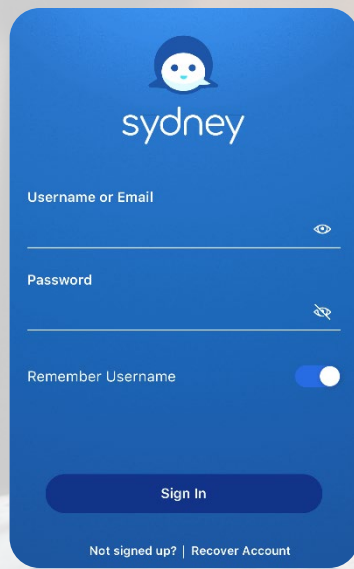 sydney
Username or Email
Password
Remember Username
Sign In
Not signed up? | Recover Account